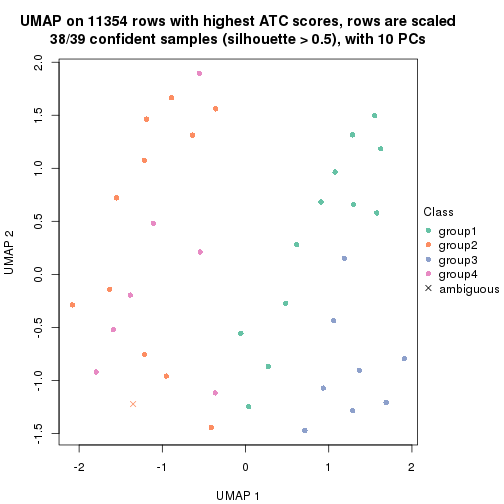 UMAP on 11354 rows with highest ATC scores, rows are scaled
38/39 confident samples (silhouette > 0.5), with 10 PCs
2.0
1.5
1.0
0.5
0.0
-0.5
-1.0
-1.5
UMAP 2
-2
-1
0
1
2
UMAP 1
Class
group1
group2
group3
group4
ambiguous